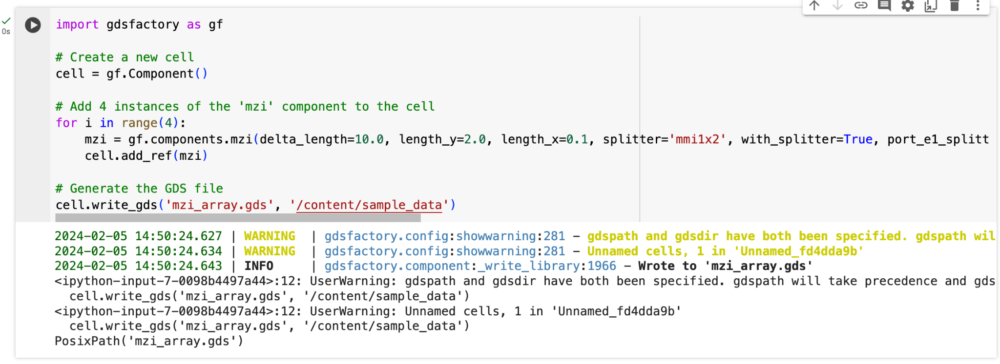 0s
import gdsfactory as gf
# Create a new cell
cell = gf.Component()
# Add 4 instances of the 'mzi' component to the cell
for i in range(4):
    mzi = gf.components.mzi(delta_length=10.0, length_y=2.0, length_x=0.1, splitter='mmi1x2', with_splitter=True, port_e1_splitt
    cell.add_ref(mzi)
# Generate the GDS file
cell.write_gds('mzi_array.gds', '/content/sample_data')
2024-02-05 14:50:24.627 | WARNING  | gdsfactory.config:showwarning:281 - gdspath and gdsdir have both been specified. gdspath wil
2024-02-05 14:50:24.634 | WARNING  | gdsfactory.config:showwarning:281 - Unnamed cells, 1 in 'Unnamed_fd4dda9b'
2024-02-05 14:50:24.643 | INFO     | gdsfactory.component:_write_library:1966 - Wrote to 'mzi_array.gds'
<ipython-input-7-0098b4497a44>:12: UserWarning: gdspath and gdsdir have both been specified. gdspath will take precedence and gds
  cell.write_gds('mzi_array.gds', '/content/sample_data')
<ipython-input-7-0098b4497a44>:12: UserWarning: Unnamed cells, 1 in 'Unnamed_fd4dda9b'
  cell.write_gds('mzi_array.gds', '/content/sample_data')
PosixPath('mzi_array.gds')